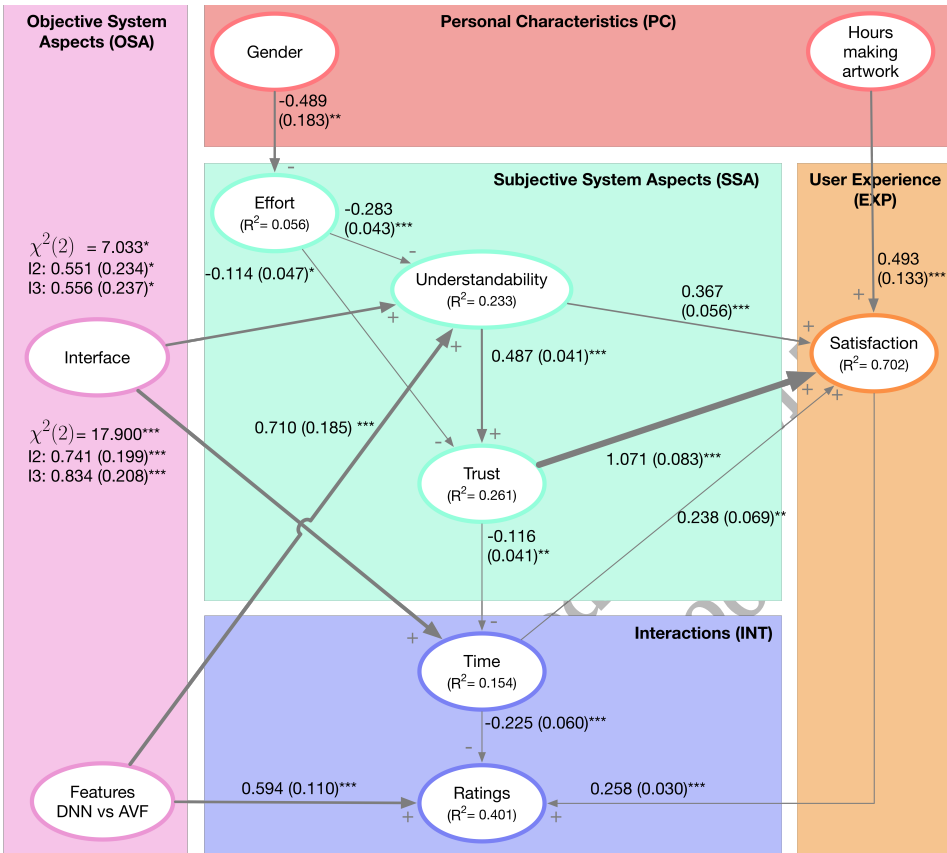 Objective System
Aspects (OSA)
Personal Characteristics (PC)
Gender
Hours
making
artwork
-0.489
(0.183)**
-
Subjective System Aspects (SSA)
User Experience
(EXP)
Effort
(R²= 0.056)
-0.283
(0.043)***
-
χ²(2) = 7.033*
I2: 0.551 (0.234)*
I3: 0.556 (0.237)*
-0.114 (0.047)*
Understandability
(R²= 0.233)
0.367
(0.056)***
0.493
(0.133)***
+
+
+
+
Interface
0.487 (0.041)***
Satisfaction
(R²= 0.702)
+
+
χ²(2)= 17.900***
I2: 0.741 (0.199)***
I3: 0.834 (0.208)***
0.710 (0.185) ***
-
+
Trust
(R²= 0.261)
1.071 (0.083)***
0.238 (0.069)**
-0.116
(0.041)**
-
+
Interactions (INT)
Time
(R²= 0.154)
-0.225 (0.060)***
-
Features
DNN vs AVF
0.594 (0.110)***
+
Ratings
(R²= 0.401)
0.258 (0.030)***
+